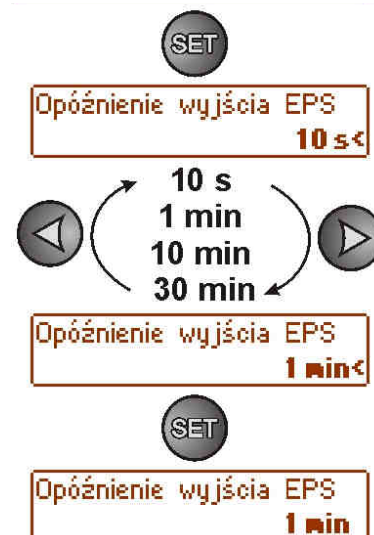 SET
Opóźnienie wyjścia EPS
10 s<
10 s
1 min
10 min
30 min
Opóźnienie wyjścia EPS
1 min<
SET
Opóźnienie wyjścia EPS
1 min